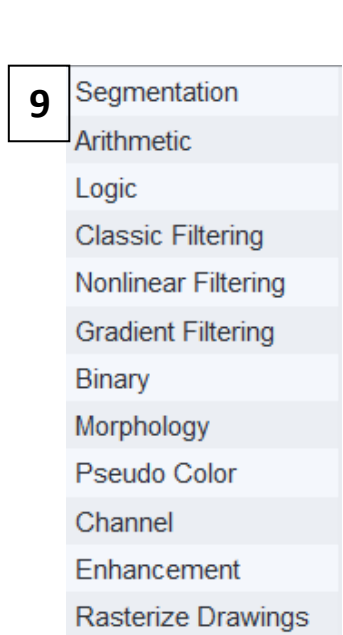 9
Segmentation
Arithmetic
Logic
Classic Filtering
Nonlinear Filtering
Gradient Filtering
Binary
Morphology
Pseudo Color
Channel
Enhancement
Rasterize Drawings